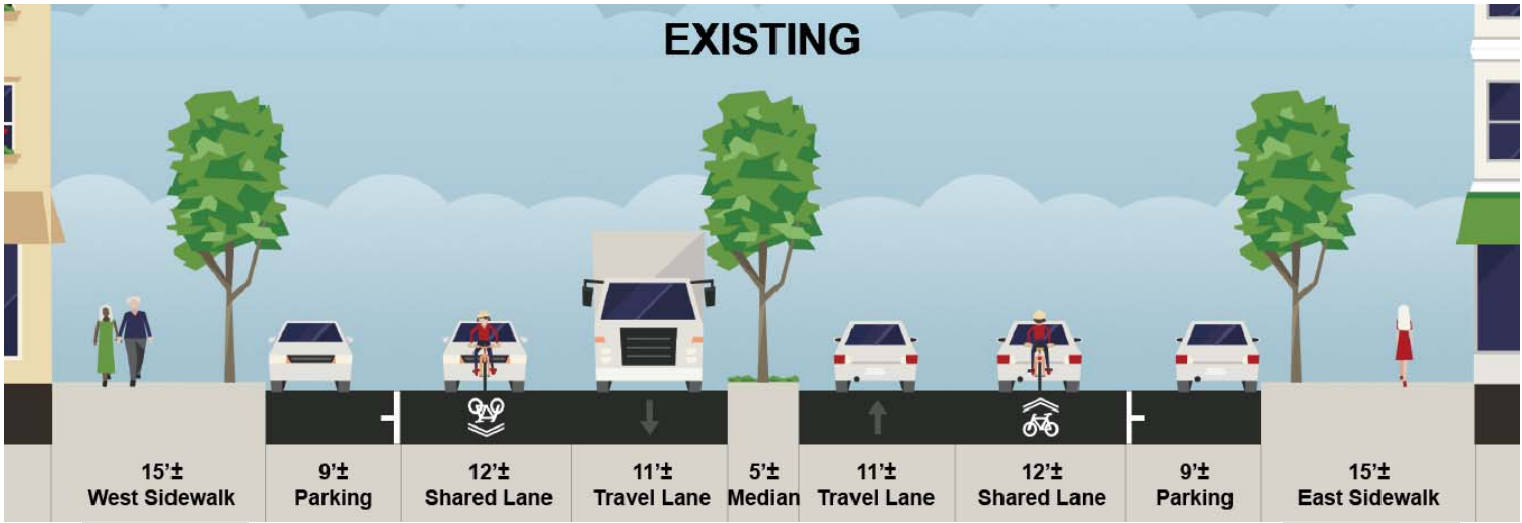 EXISTING
15'±
West Sidewalk
9'±
Parking
12'±
Shared Lane
11'±
Travel Lane
5'±
Median
11'±
Travel Lane
12'±
Shared Lane
9'±
Parking
15'±
East Sidewalk